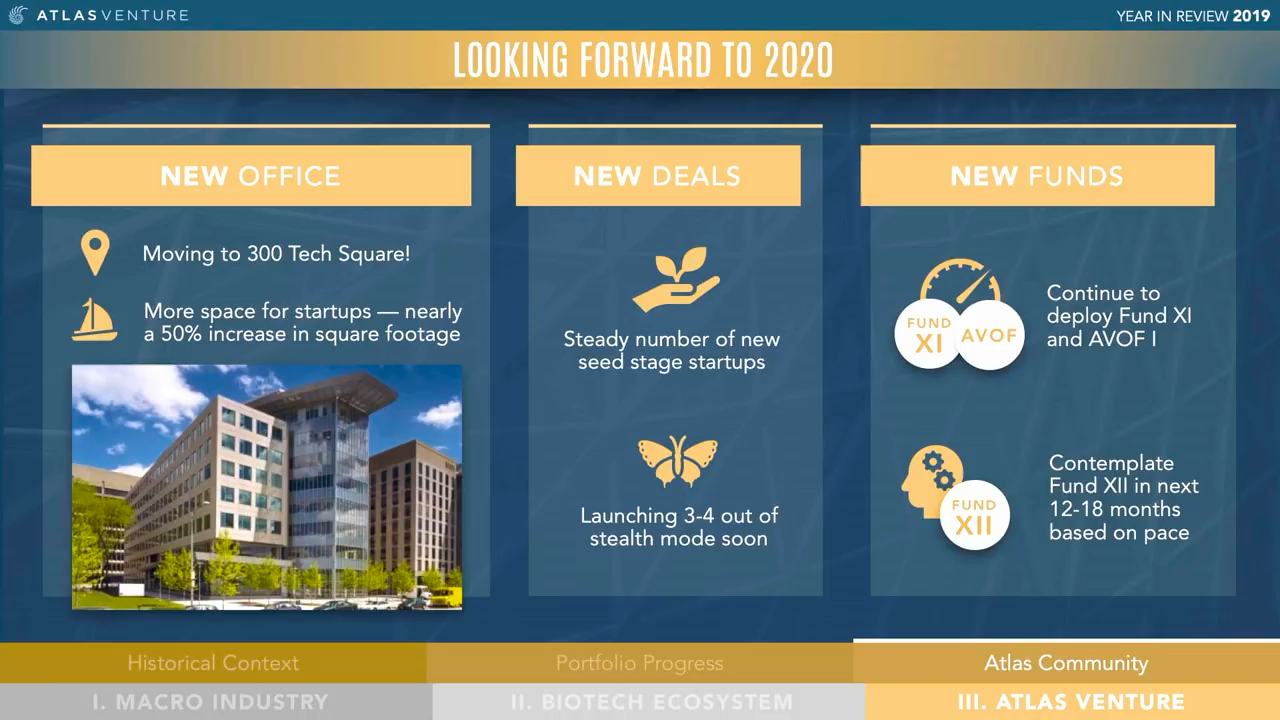 ATLAS VENTURE
YEAR IN REVIEW 2019
LOOKING FORWARD TO 2020
NEW OFFICE
Moving to 300 Tech Square!
More space for startups — nearly
a 50% increase in square footage
NEW DEALS
Steady number of new
seed stage startups
Launching 3-4 out of
stealth mode soon
NEW FUNDS
FUND
XI
AVOF
Continue to
deploy Fund XI
and AVOF I
FUND
XII
Contemplate
Fund XII in next
12-18 months
based on pace
Historical Context
Portfolio Progress
Atlas Community
I. MACRO INDUSTRY
II. BIOTECH ECOSYSTEM
III. ATLAS VENTURE